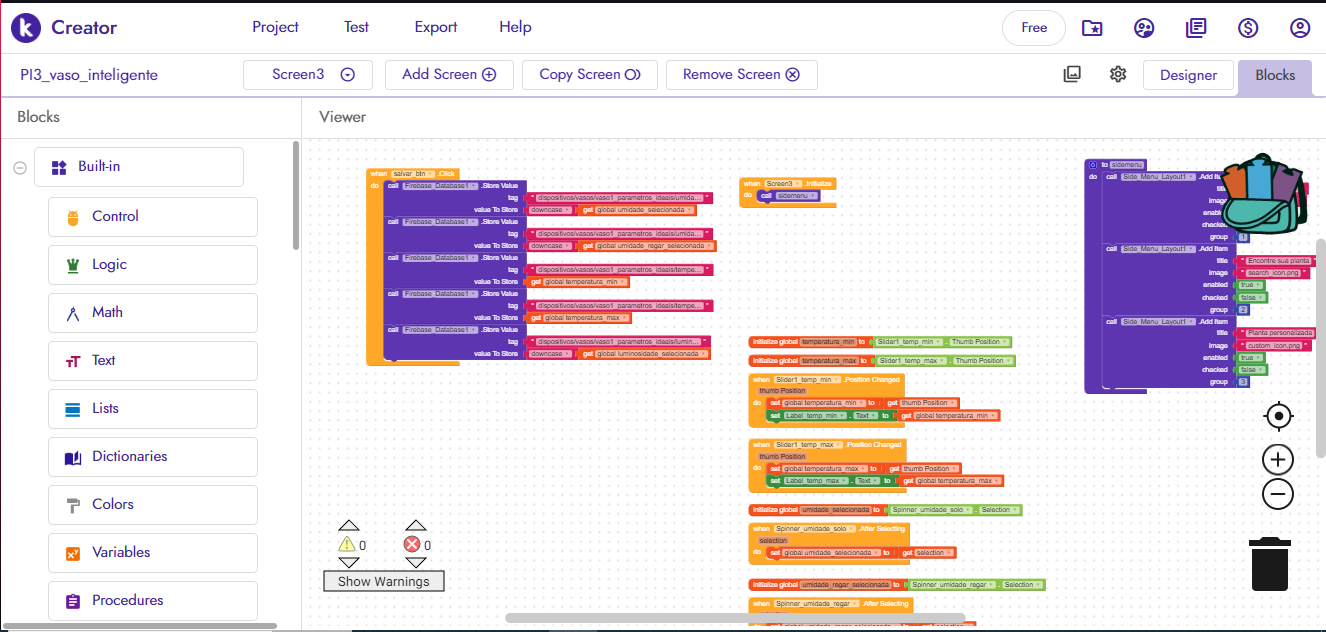 k Creator Project Test Export Help Free
PI3_vaso_inteligente Screen3 Add Screen Copy Screen Remove Screen Designer Blocks
Blocks
Built-in
Control
Logic
Math
Text
Lists
Dictionaries
Colors
Variables
Procedures
Viewer
when salvar_btn .Click
do call Firebase_Database1 .Store Value
tag " dispositivos/vasos/vaso1_parametros_ideais/umida... "
value To Store downcase get global umidade_selecionada
call Firebase_Database1 .Store Value
tag " dispositivos/vasos/vaso1_parametros_ideais/umida... "
value To Store downcase get global umidade_regar_selecionada
call Firebase_Database1 .Store Value
tag " dispositivos/vasos/vaso1_parametros_ideais/tempe... "
value To Store get global temperatura_min
call Firebase_Database1 .Store Value
tag " dispositivos/vasos/vaso1_parametros_ideais/tempe... "
value To Store get global temperatura_max
call Firebase_Database1 .Store Value
tag " dispositivos/vasos/vaso1_parametros_ideais/lumin... "
value To Store downcase get global luminosidade_selecionada
when Screen3 .Initialize
do call sidemenu
initialize global temperatura_min to Slider1_temp_min . Thumb Position
initialize global temperatura_max to Slider1_temp_max . Thumb Position
when Slider1_temp_min .Position Changed
thumb Position
do set global temperatura_min to get thumb Position
set Label_temp_min . Text to get global temperatura_min
when Slider1_temp_max .Position Changed
thumb Position
do set global temperatura_max to get thumb Position
set Label_temp_max . Text to get global temperatura_max
initialize global umidade_selecionada to Spinner_umidade_solo . Selection
when Spinner_umidade_solo .After Selecting
selection
do set global umidade_selecionada to get selection
initialize global umidade_regar_selecionada to Spinner_umidade_regar . Selection
when Spinner_umidade_regar .After Selecting
to sidemenu
do call Side_Menu_Layout1
group 1
call Side_Menu_Layout1 .Add Item
title " Encontre sua planta
image " search_icon.png "
enabled true
checked false
group 2
call Side_Menu_Layout1 .Add Item
title " Planta personalizada
image " custom_icon.png "
enabled true
checked false
group 3
0 0
Show Warnings